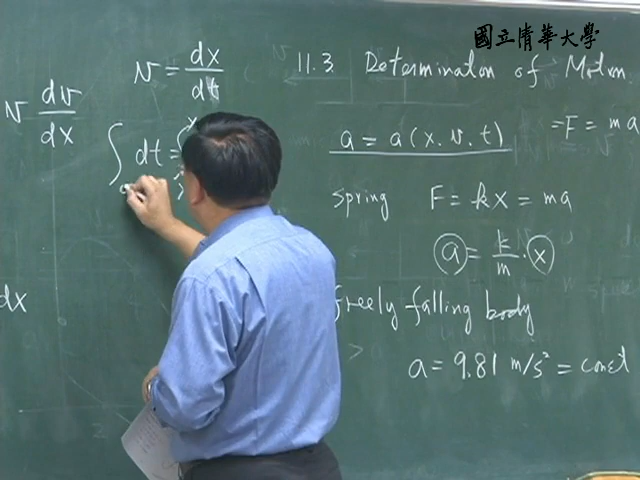 國立清華大學
v dv/dx
v = dx/dt
∫ dt = ∫
dx
11.3 Determination of Motion
a = a(x.v.t)
= F = ma
spring F = kx = ma
a = k/m · x
freely falling body
a = 9.81 m/s² = const